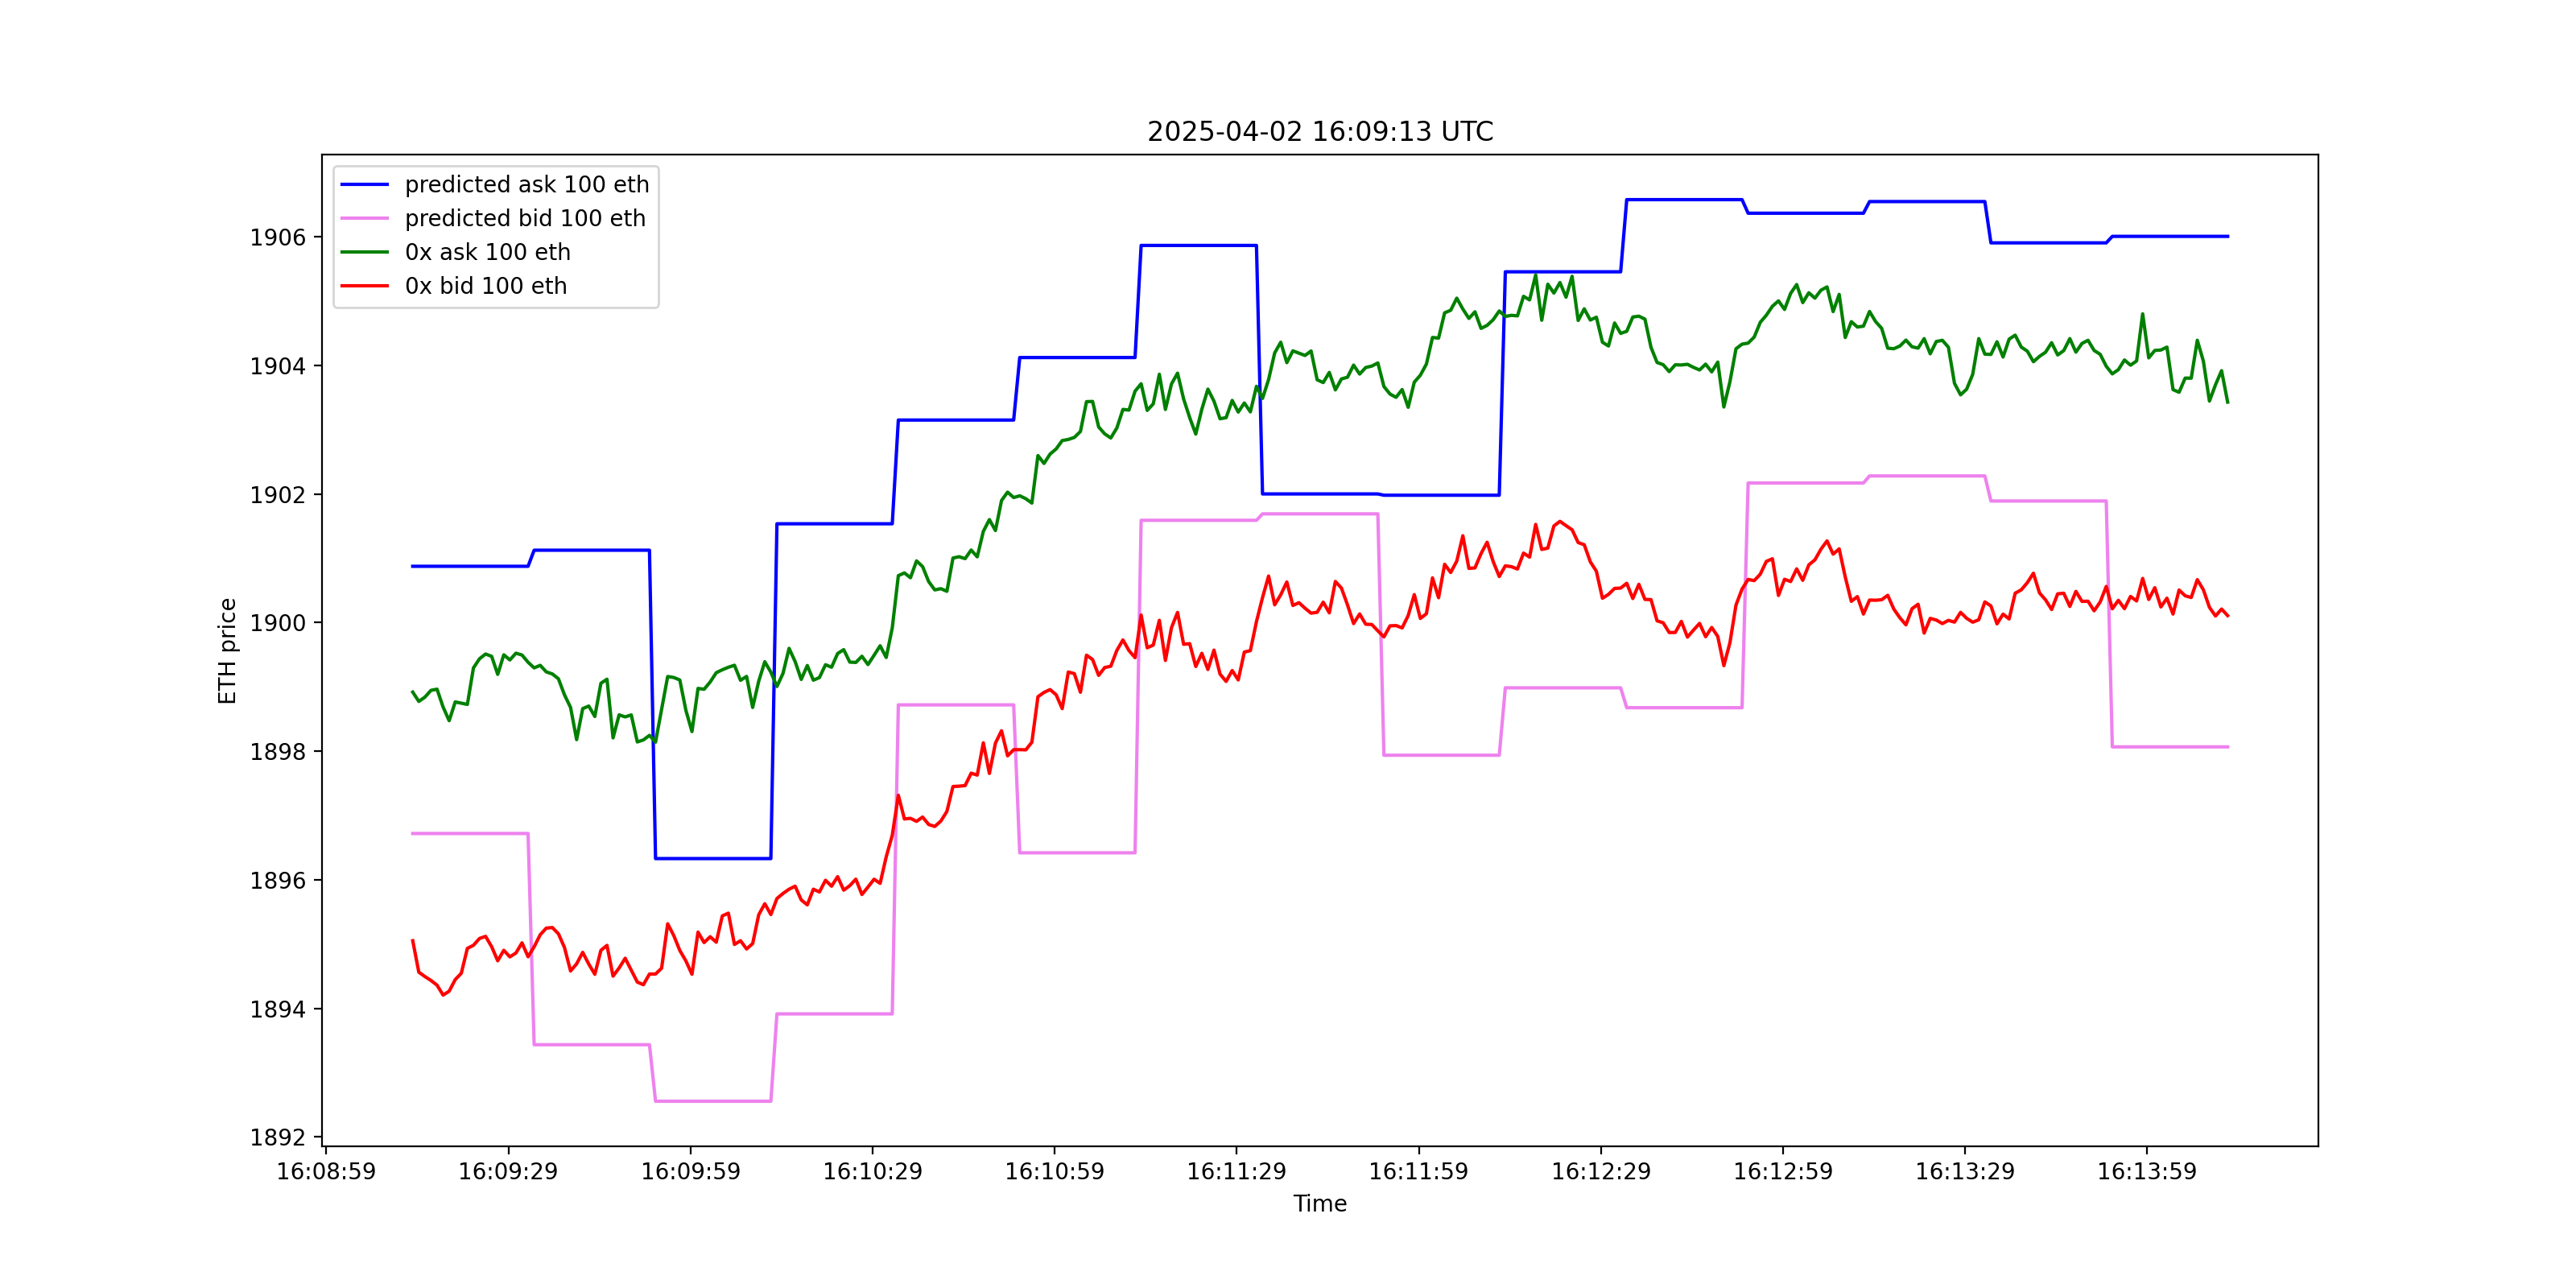 2025-04-02 16:09:13 UTC
predicted ask 100 eth
predicted bid 100 eth
0x ask 100 eth
0x bid 100 eth
ETH price
1906
1904
1902
1900
1898
1896
1894
1892
16:08:59 16:09:29 16:09:59 16:10:29 16:10:59 16:11:29 16:11:59 16:12:29 16:12:59 16:13:29 16:13:59
Time